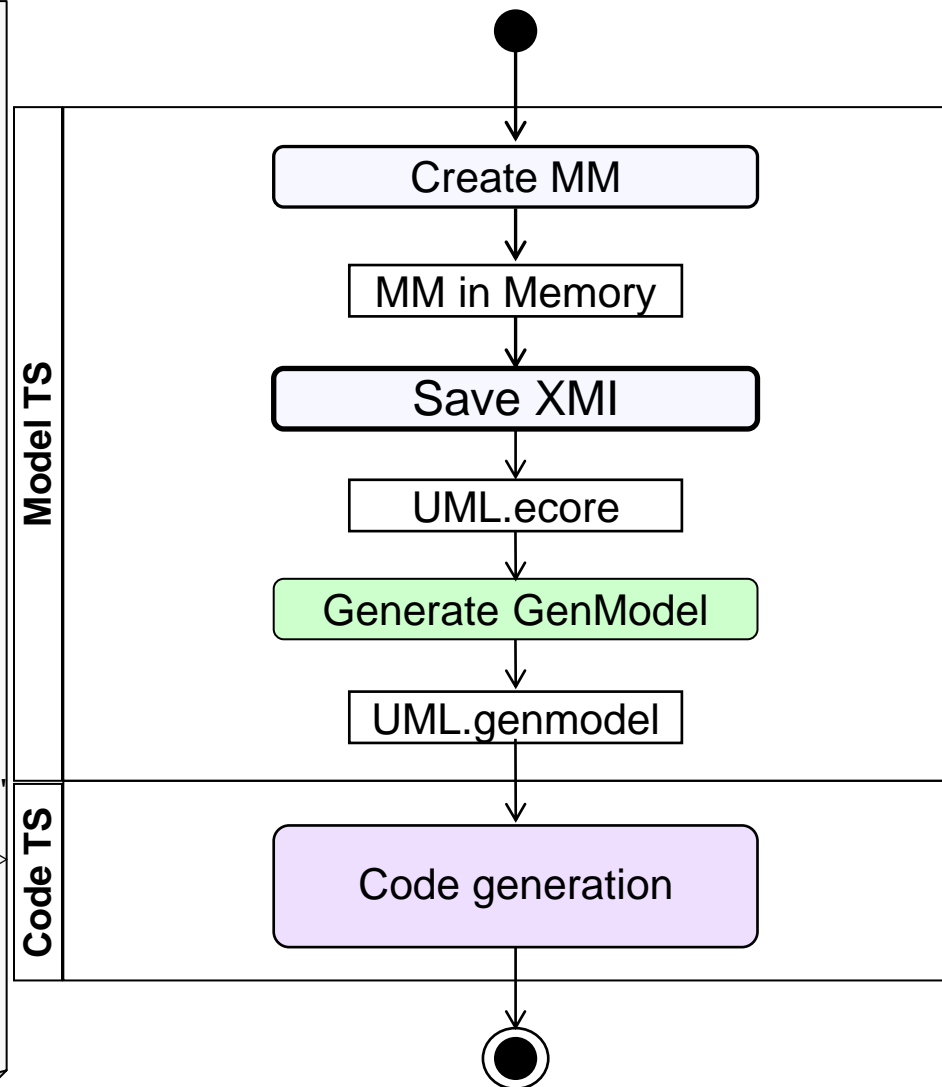 Model TS
Create MM
MM in Memory
Save XMI
UML.ecore
Generate GenModel
UML.genmodel
Code TS
Code generation